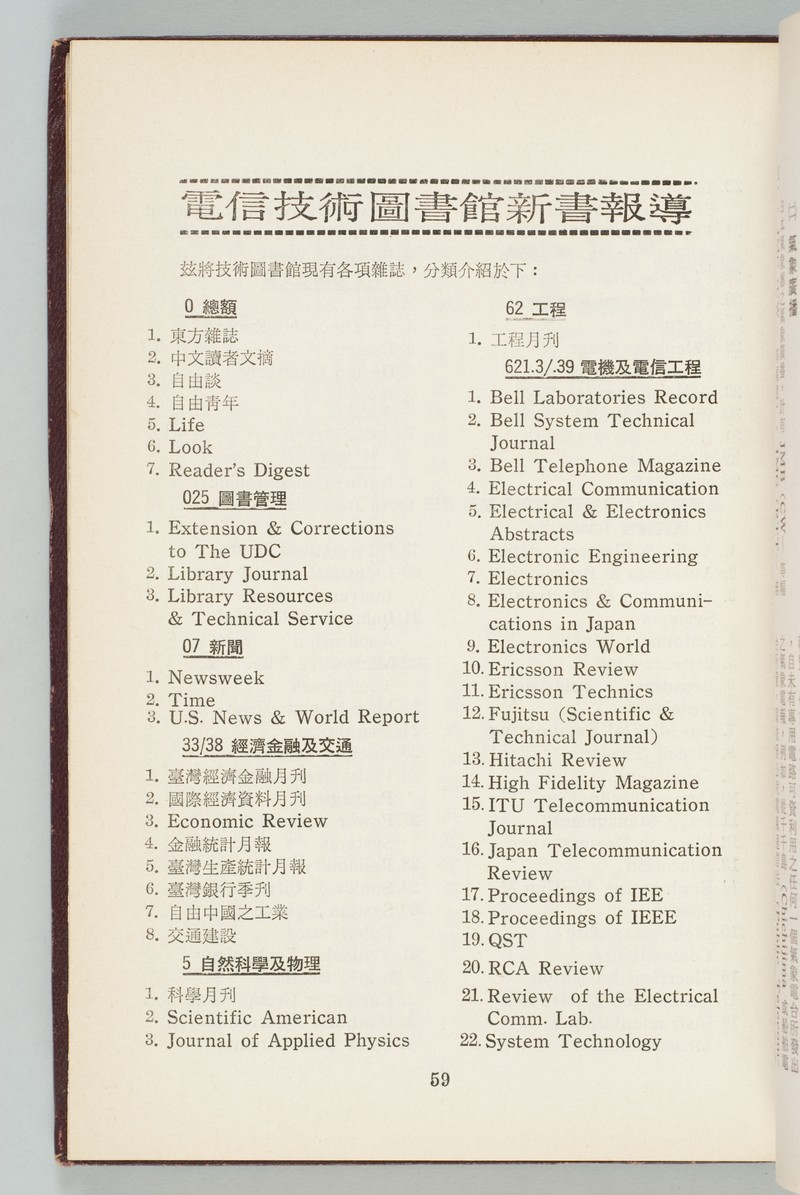 電信技術圖書館新書報導
玆將技術圖書館現有各項雜誌，分類介紹於下：
0 總額
1. 東方雜誌
2. 中文讀者文摘
3. 自由談
4. 自由靑年
5. Life
6. Look
7. Reader's Digest
025 圖書管理
1. Extension & Corrections
to The UDC
2. Library Journal
3. Library Resources
& Technical Service
07 新聞
1. Newsweek
2. Time
3. U.S. News & World Report
33/38 經濟金融及交通
1. 臺灣經濟金融月刋
2. 國際經濟資料月刋
3. Economic Review
4. 金融統計月報
5. 臺灣生產統計月報
6. 臺灣銀行季刋
7. 自由中國之工業
8. 交通建設
5 自然科學及物理
1. 科學月刋
2. Scientific American
3. Journal of Applied Physics
62 工程
1. 工程月刋
621.3/.39 電機及電信工程
1. Bell Laboratories Record
2. Bell System Technical
Journal
3. Bell Telephone Magazine
4. Electrical Communication
5. Electrical & Electronics
Abstracts
6. Electronic Engineering
7. Electronics
8. Electronics & Communi-
cations in Japan
9. Electronics World
10. Ericsson Review
11. Ericsson Technics
12. Fujitsu (Scientific &
Technical Journal)
13. Hitachi Review
14. High Fidelity Magazine
15. ITU Telecommunication
Journal
16. Japan Telecommunication
Review
17. Proceedings of IEE
18. Proceedings of IEEE
19. QST
20. RCA Review
21. Review of the Electrical
Comm. Lab.
22. System Technology
59